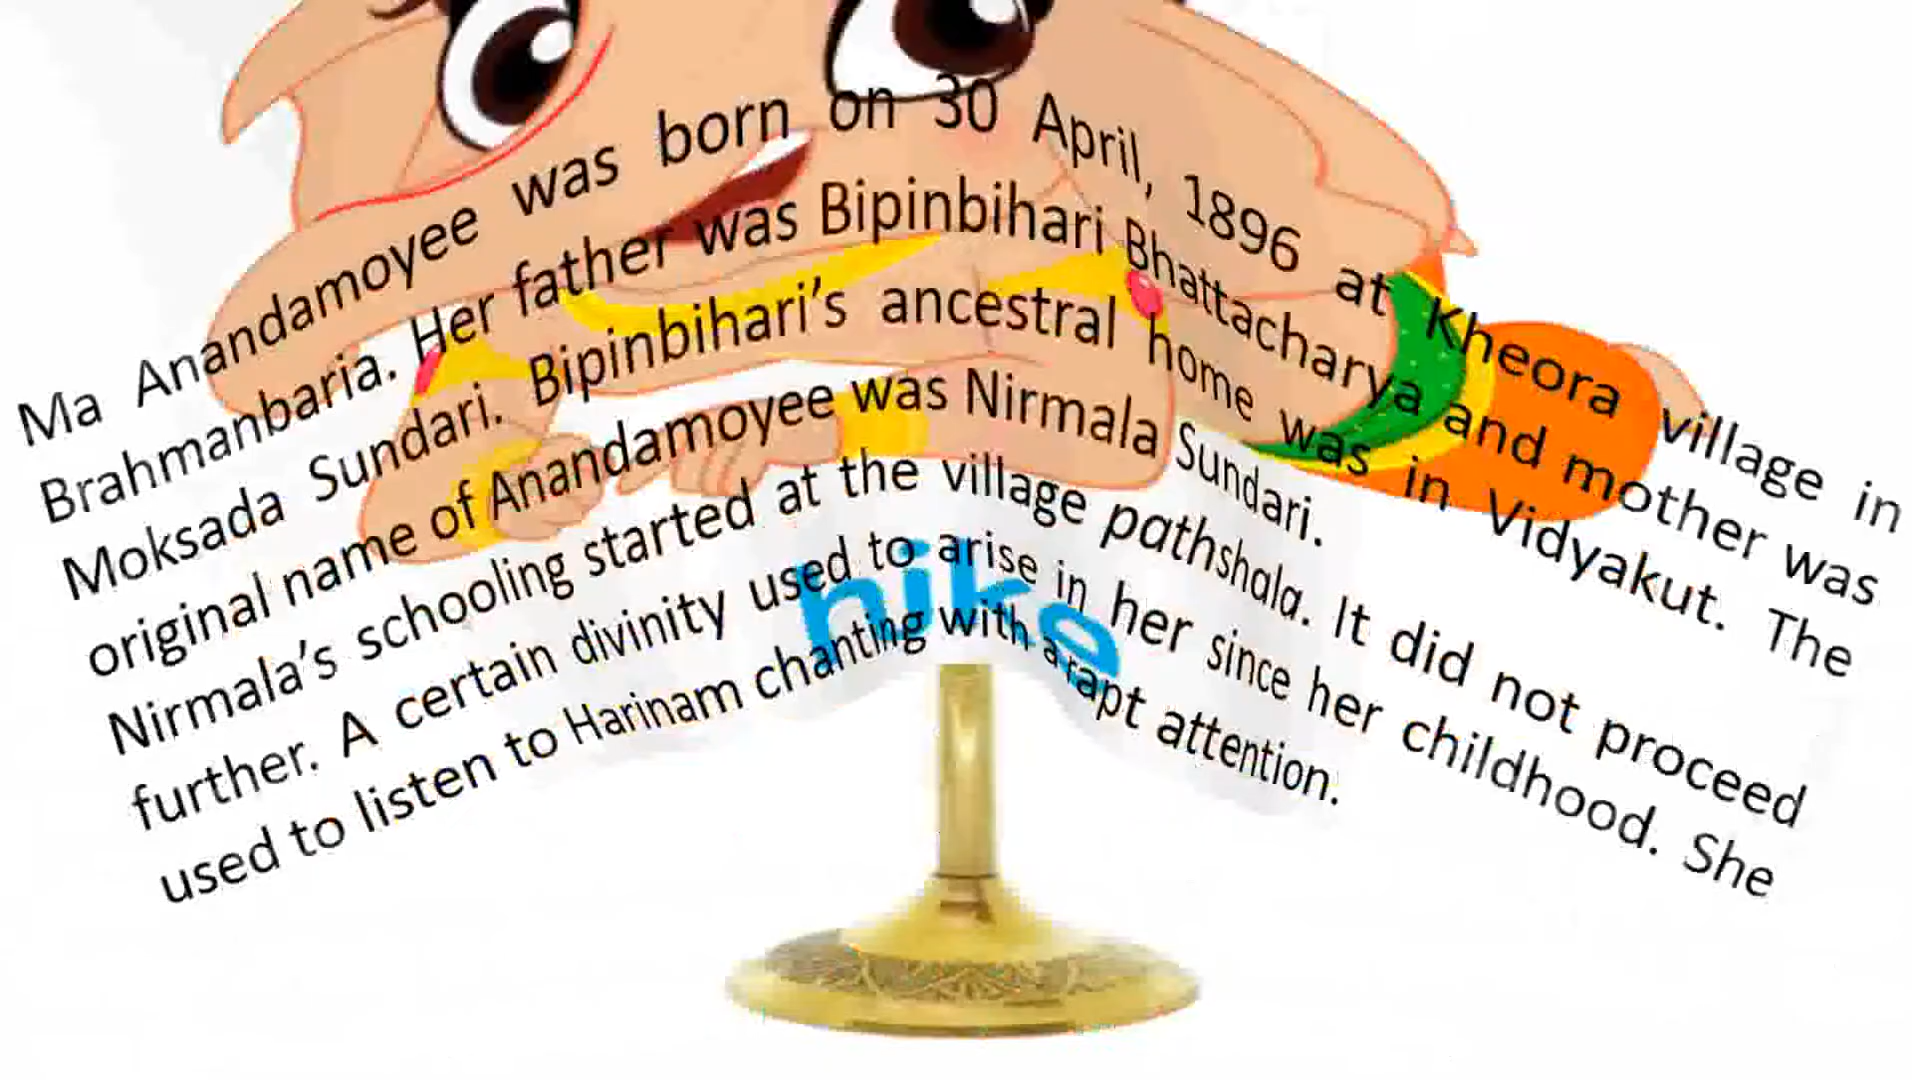 Ma Anandamoyee was born on 30 April, 1896 at Kheora village in
Brahmanbaria. Her father was Bipinbihari Bhattacharya and mother was
Moksada Sundari. Bipinbihari's ancestral home was in Vidyakut. The
original name of Anandamoyee was Nirmala Sundari.
Nirmala's schooling started at the village pathshala. It did not proceed
further. A certain divinity used to arise in her since her childhood. She
used to listen to Harinam chanting with a rapt attention.
nike